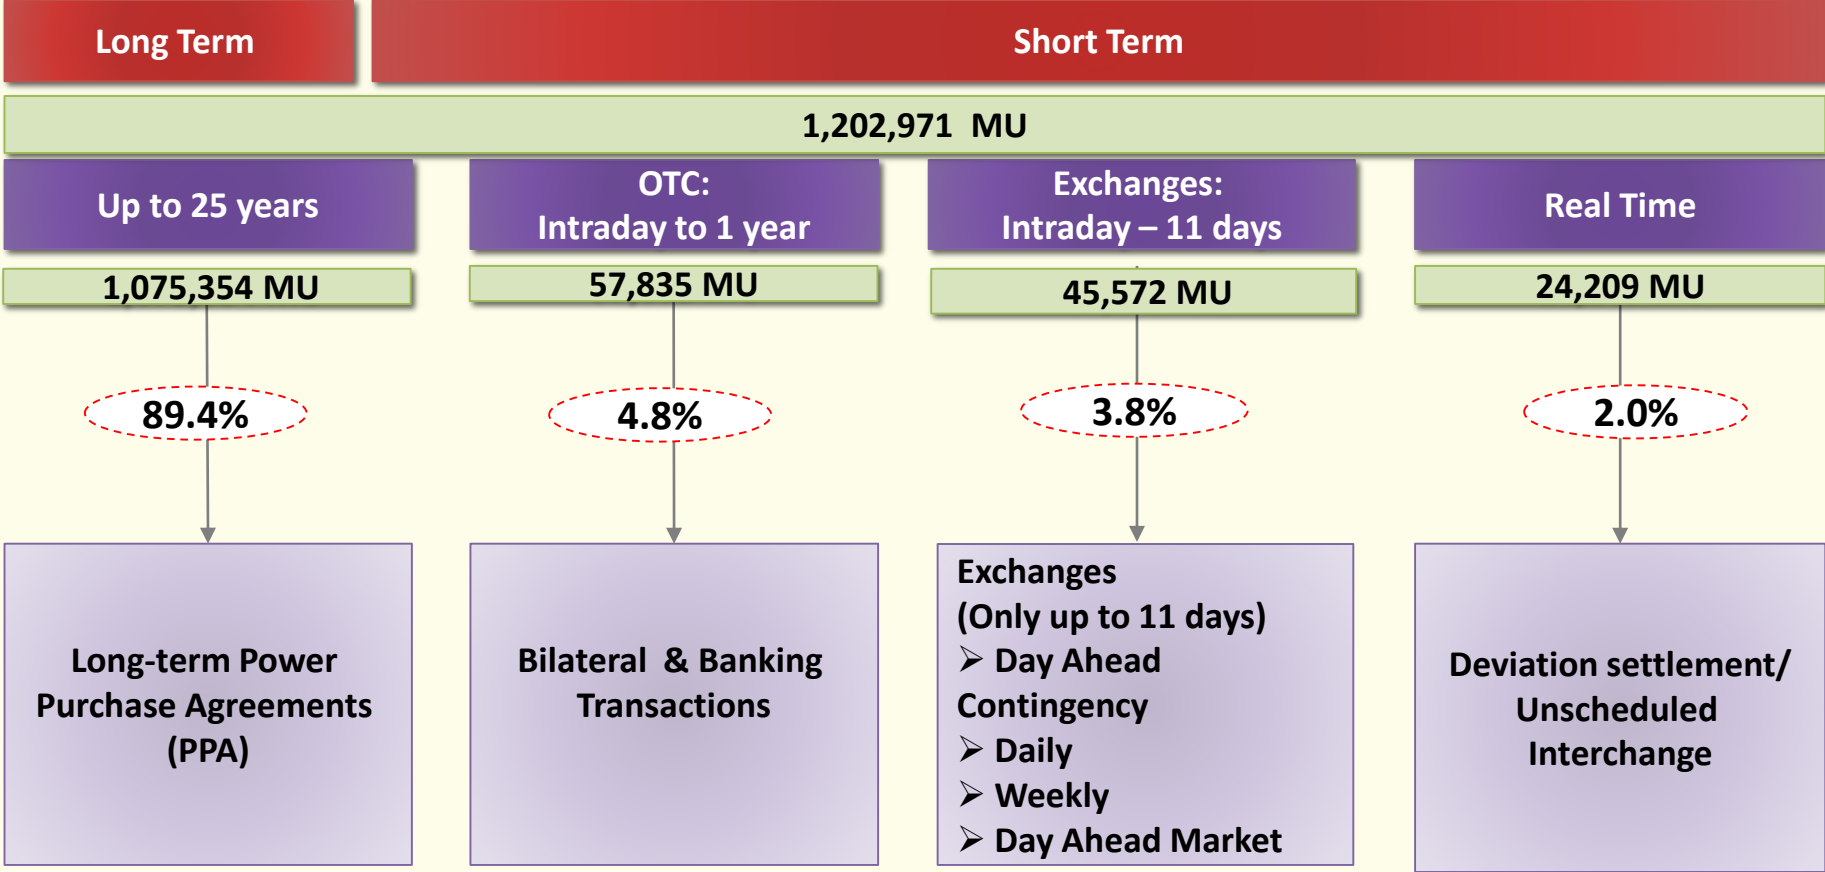 Long Term
Short Term
1,202,971 MU
Up to 25 years
OTC:
Intraday to 1 year
Exchanges:
Intraday – 11 days
Real Time
1,075,354 MU
57,835 MU
45,572 MU
24,209 MU
89.4%
4.8%
3.8%
2.0%
Long-term Power
Purchase Agreements
(PPA)
Bilateral & Banking
Transactions
Exchanges
(Only up to 11 days)
➢ Day Ahead
Contingency
➢ Daily
➢ Weekly
➢ Day Ahead Market
Deviation settlement/
Unscheduled
Interchange